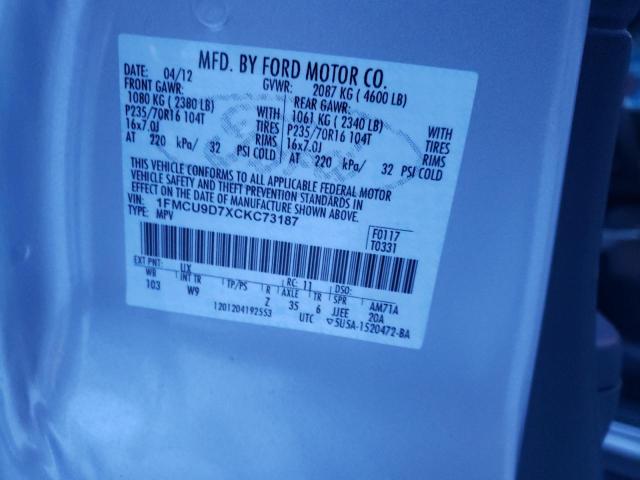 MFD. BY FORD MOTOR CO.
DATE: 04/12 GVWR: 2087 KG ( 4600 LB)
FRONT GAWR: REAR GAWR:
1080 KG ( 2380 LB) WITH 1061 KG ( 2340 LB) WITH
P235/70R16 104T TIRES P235/70R16 104T TIRES
16x7.0J RIMS 16x7.0J RIMS
AT 220 kPa/ 32 PSI COLD AT 220 kPa/ 32 PSI COLD
THIS VEHICLE CONFORMS TO ALL APPLICABLE FEDERAL MOTOR
VEHICLE SAFETY AND THEFT PREVENTION STANDARDS IN
EFFECT ON THE DATE OF MANUFACTURE SHOWN ABOVE.
VIN: 1FMCU9D7XCKC73187
TYPE: MPV
F0117
T0331
EXT PNT: UX RC: 11 DSO:
WB INT TR TP/PS R AXLE TR SPR AM71A
103 W9 Z 35 6 JJEE 20A
1201204192553 UTC 5U5A-1520472-BA